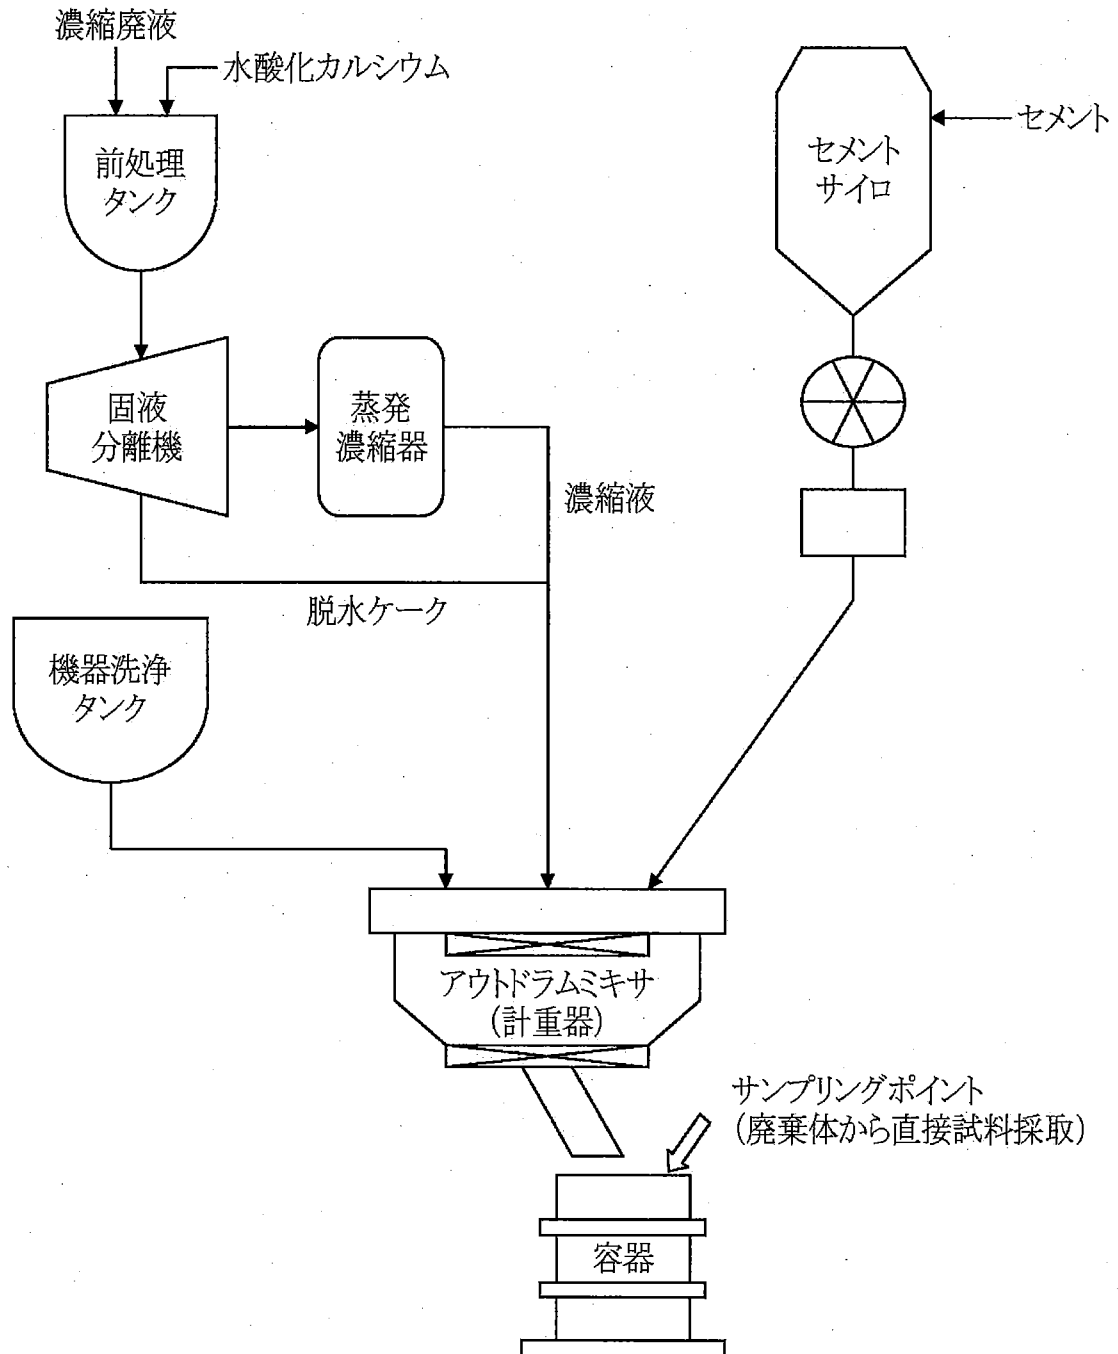 濃縮廃液
水酸化カルシウム
前処理
タンク
セメント
セメント
サイロ
固液
分離機
蒸発
濃縮器
濃縮液
脱水ケーク
機器洗浄
タンク
アウトドラムミキサ
(計重器)
サンプリングポイント
(廃棄体から直接試料採取)
容器